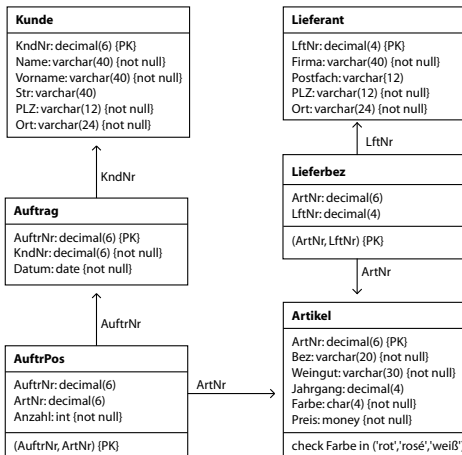 Kunde
KndNr: decimal(6) {PK}
Name: varchar(40) {not null}
Vorname: varchar(40) {not null}
Str: varchar(40)
PLZ: varchar(12) {not null}
Ort: varchar(24) {not null}
KndNr
Auftrag
AuftrNr: decimal(6) {PK}
KndNr: decimal(6) {not null}
Datum: date {not null}
AuftrNr
AuftrPos
AuftrNr: decimal(6)
ArtNr: decimal(6)
Anzahl: int {not null}
(AuftrNr, ArtNr) {PK}
ArtNr
Lieferant
LftNr: decimal(4) {PK}
Firma: varchar(40) {not null}
Postfach: varchar(12)
PLZ: varchar(12) {not null}
Ort: varchar(24) {not null}
LftNr
Lieferbez
ArtNr: decimal(6)
LftNr: decimal(4)
(ArtNr, LftNr) {PK}
ArtNr
Artikel
ArtNr: decimal(6) {PK}
Bez: varchar(20) {not null}
Weingut: varchar(30) {not null}
Jahrgang: decimal(4)
Farbe: char(4) {not null}
Preis: money {not null}
check Farbe in ('rot','rosé','weiß')